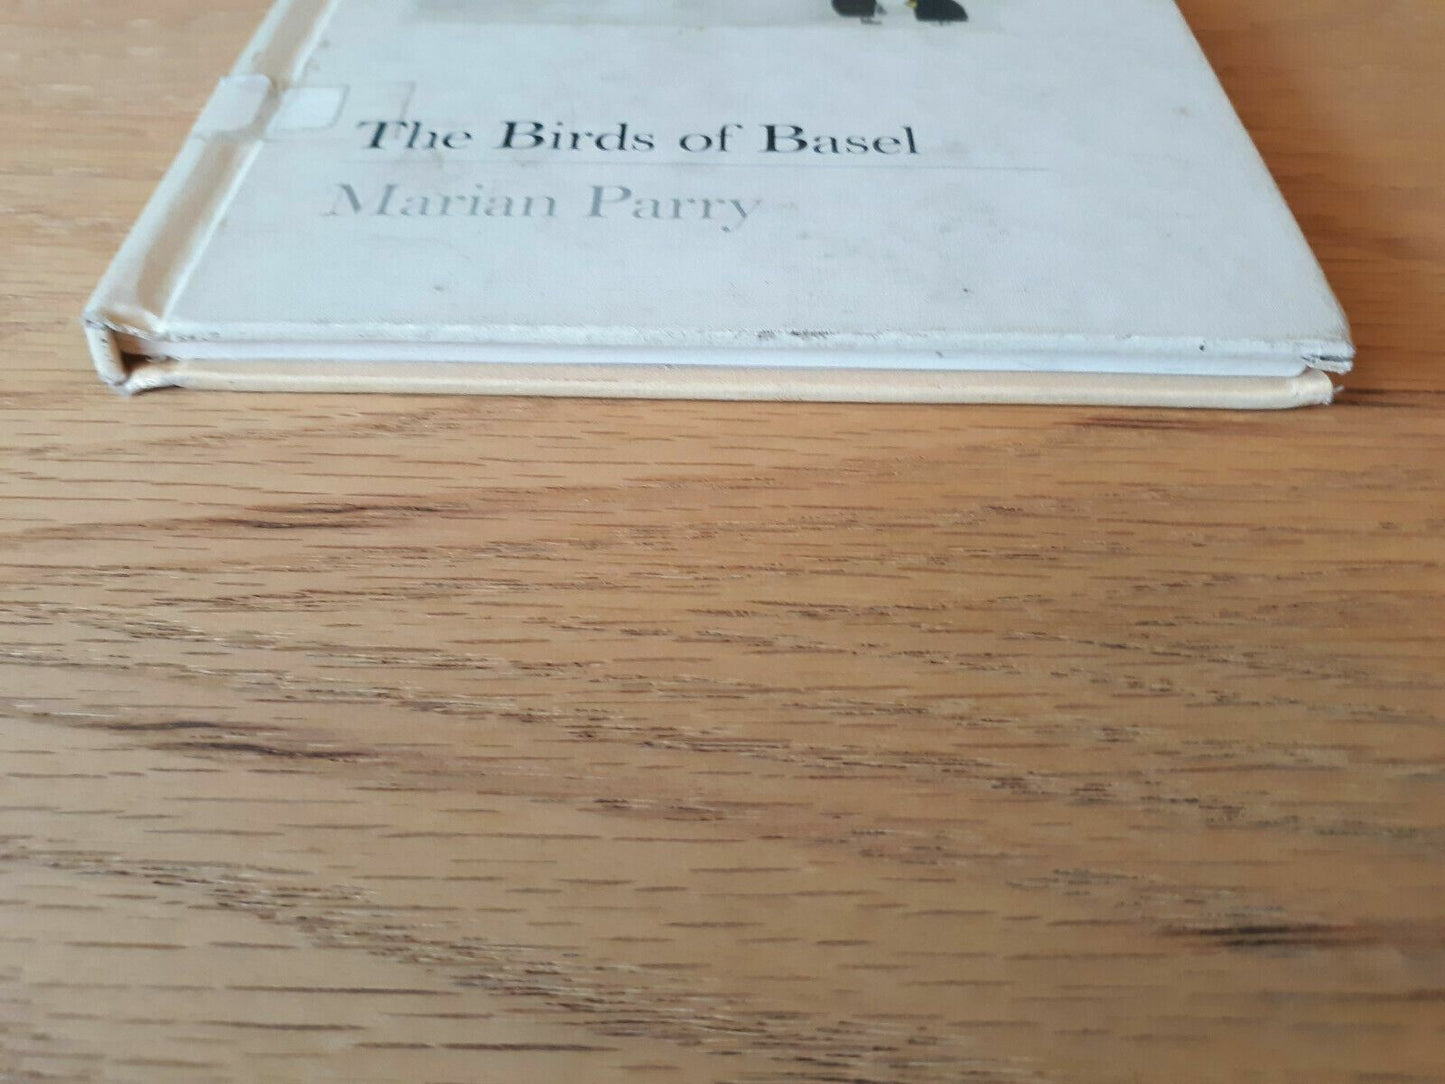 The Birds of Basel
Marian Parry